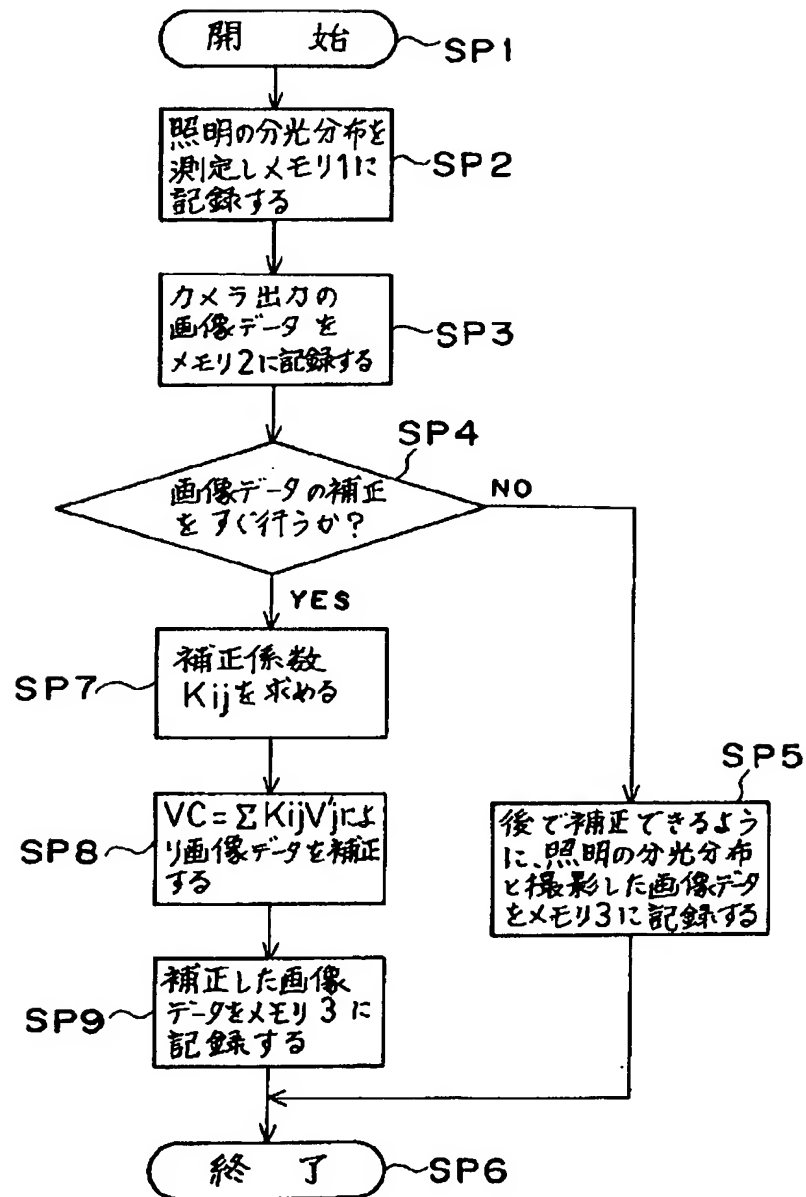 開 始
SP1
照明の分光分布を
測定しメモリ1に
記録する
SP2
カメラ出力の
画像データを
メモリ2に記録する
SP3
SP4
画像データの補正
をすぐ行うか?
NO
YES
補正係数
Kijを求める
SP7
SP5
後で補正できるよう
に、照明の分光分布
と撮影した画像データ
をメモリ3に記録する
VC=ΣKijV'jによ
り画像データを補正
する
SP8
補正した画像
データをメモリ3に
記録する
SP9
終 了
SP6